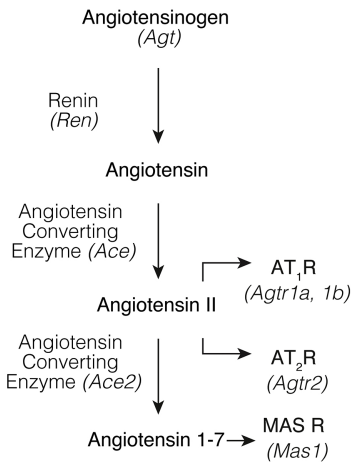 Angiotensinogen
(Agt)
Renin
(Ren)
Angiotensin
Angiotensin
Converting
Enzyme (Ace)
AT1R
(Agtr1a, 1b)
Angiotensin II
Angiotensin
Converting
Enzyme (Ace2)
AT2R
(Agtr2)
Angiotensin 1-7
MAS R
(Mas1)